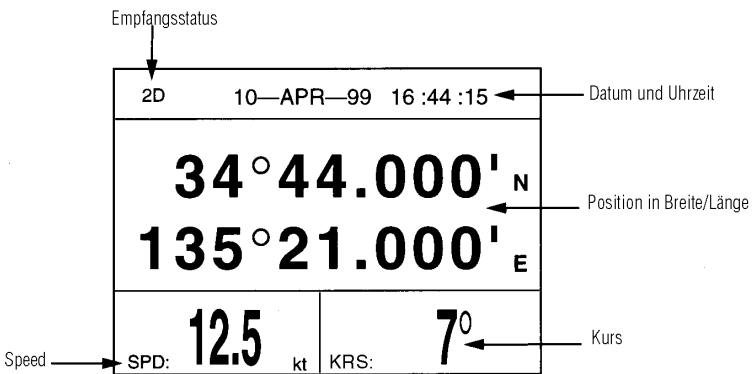 Empfangsstatus
2D 10—APR—99 16 :44 :15
Datum und Uhrzeit
34°44.000' N
Position in Breite/Länge
135°21.000' E
12.5
7°
Kurs
Speed
SPD: kt KRS: